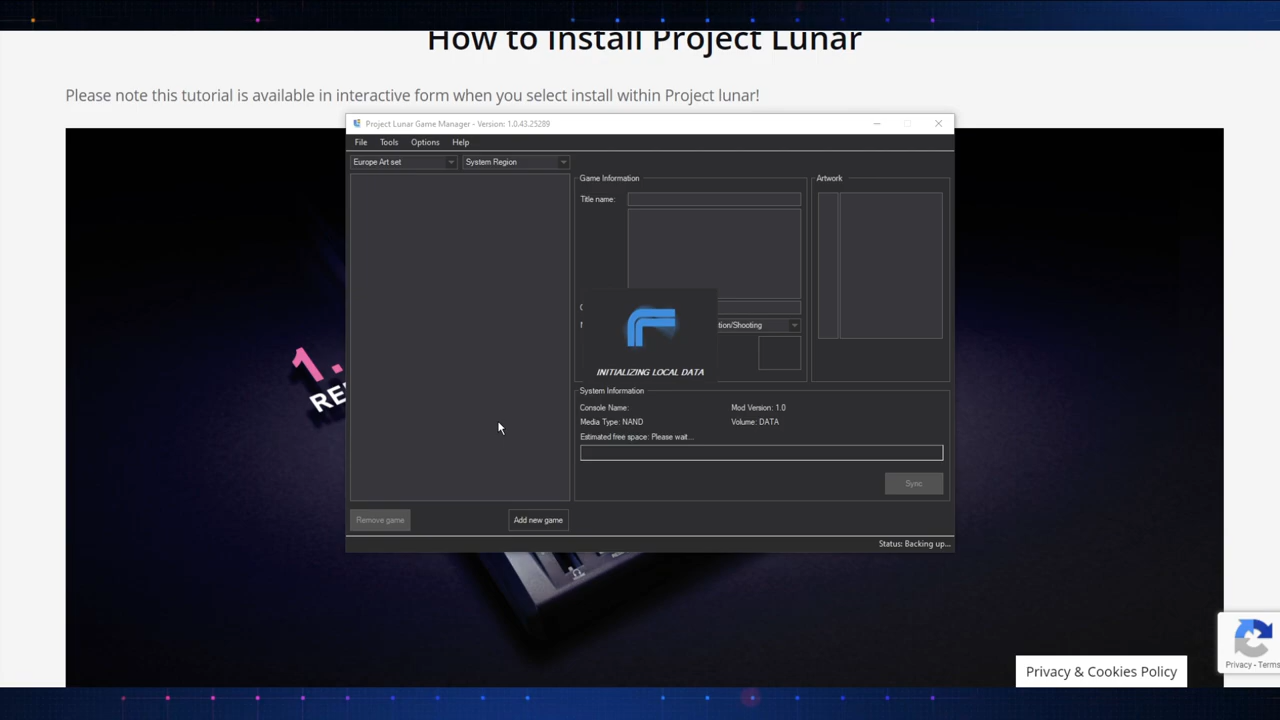 How to Install Project Lunar
Please note this tutorial is available in interactive form when you select install within Project lunar!
Project Lunar Game Manager - Version: 1.0.43.25289
File Tools Options Help
Europe Art set System Region
Game Information
Artwork
Title name:
tion/Shooting
INITIALIZING LOCAL DATA
1.
RE
System Information
Console Name: Mod Version: 1.0
Media Type: NAND Volume: DATA
Estimated free space: Please wait...
Sync
Remove game Add new game
Status: Backing up...
Privacy - Terms
Privacy & Cookies Policy